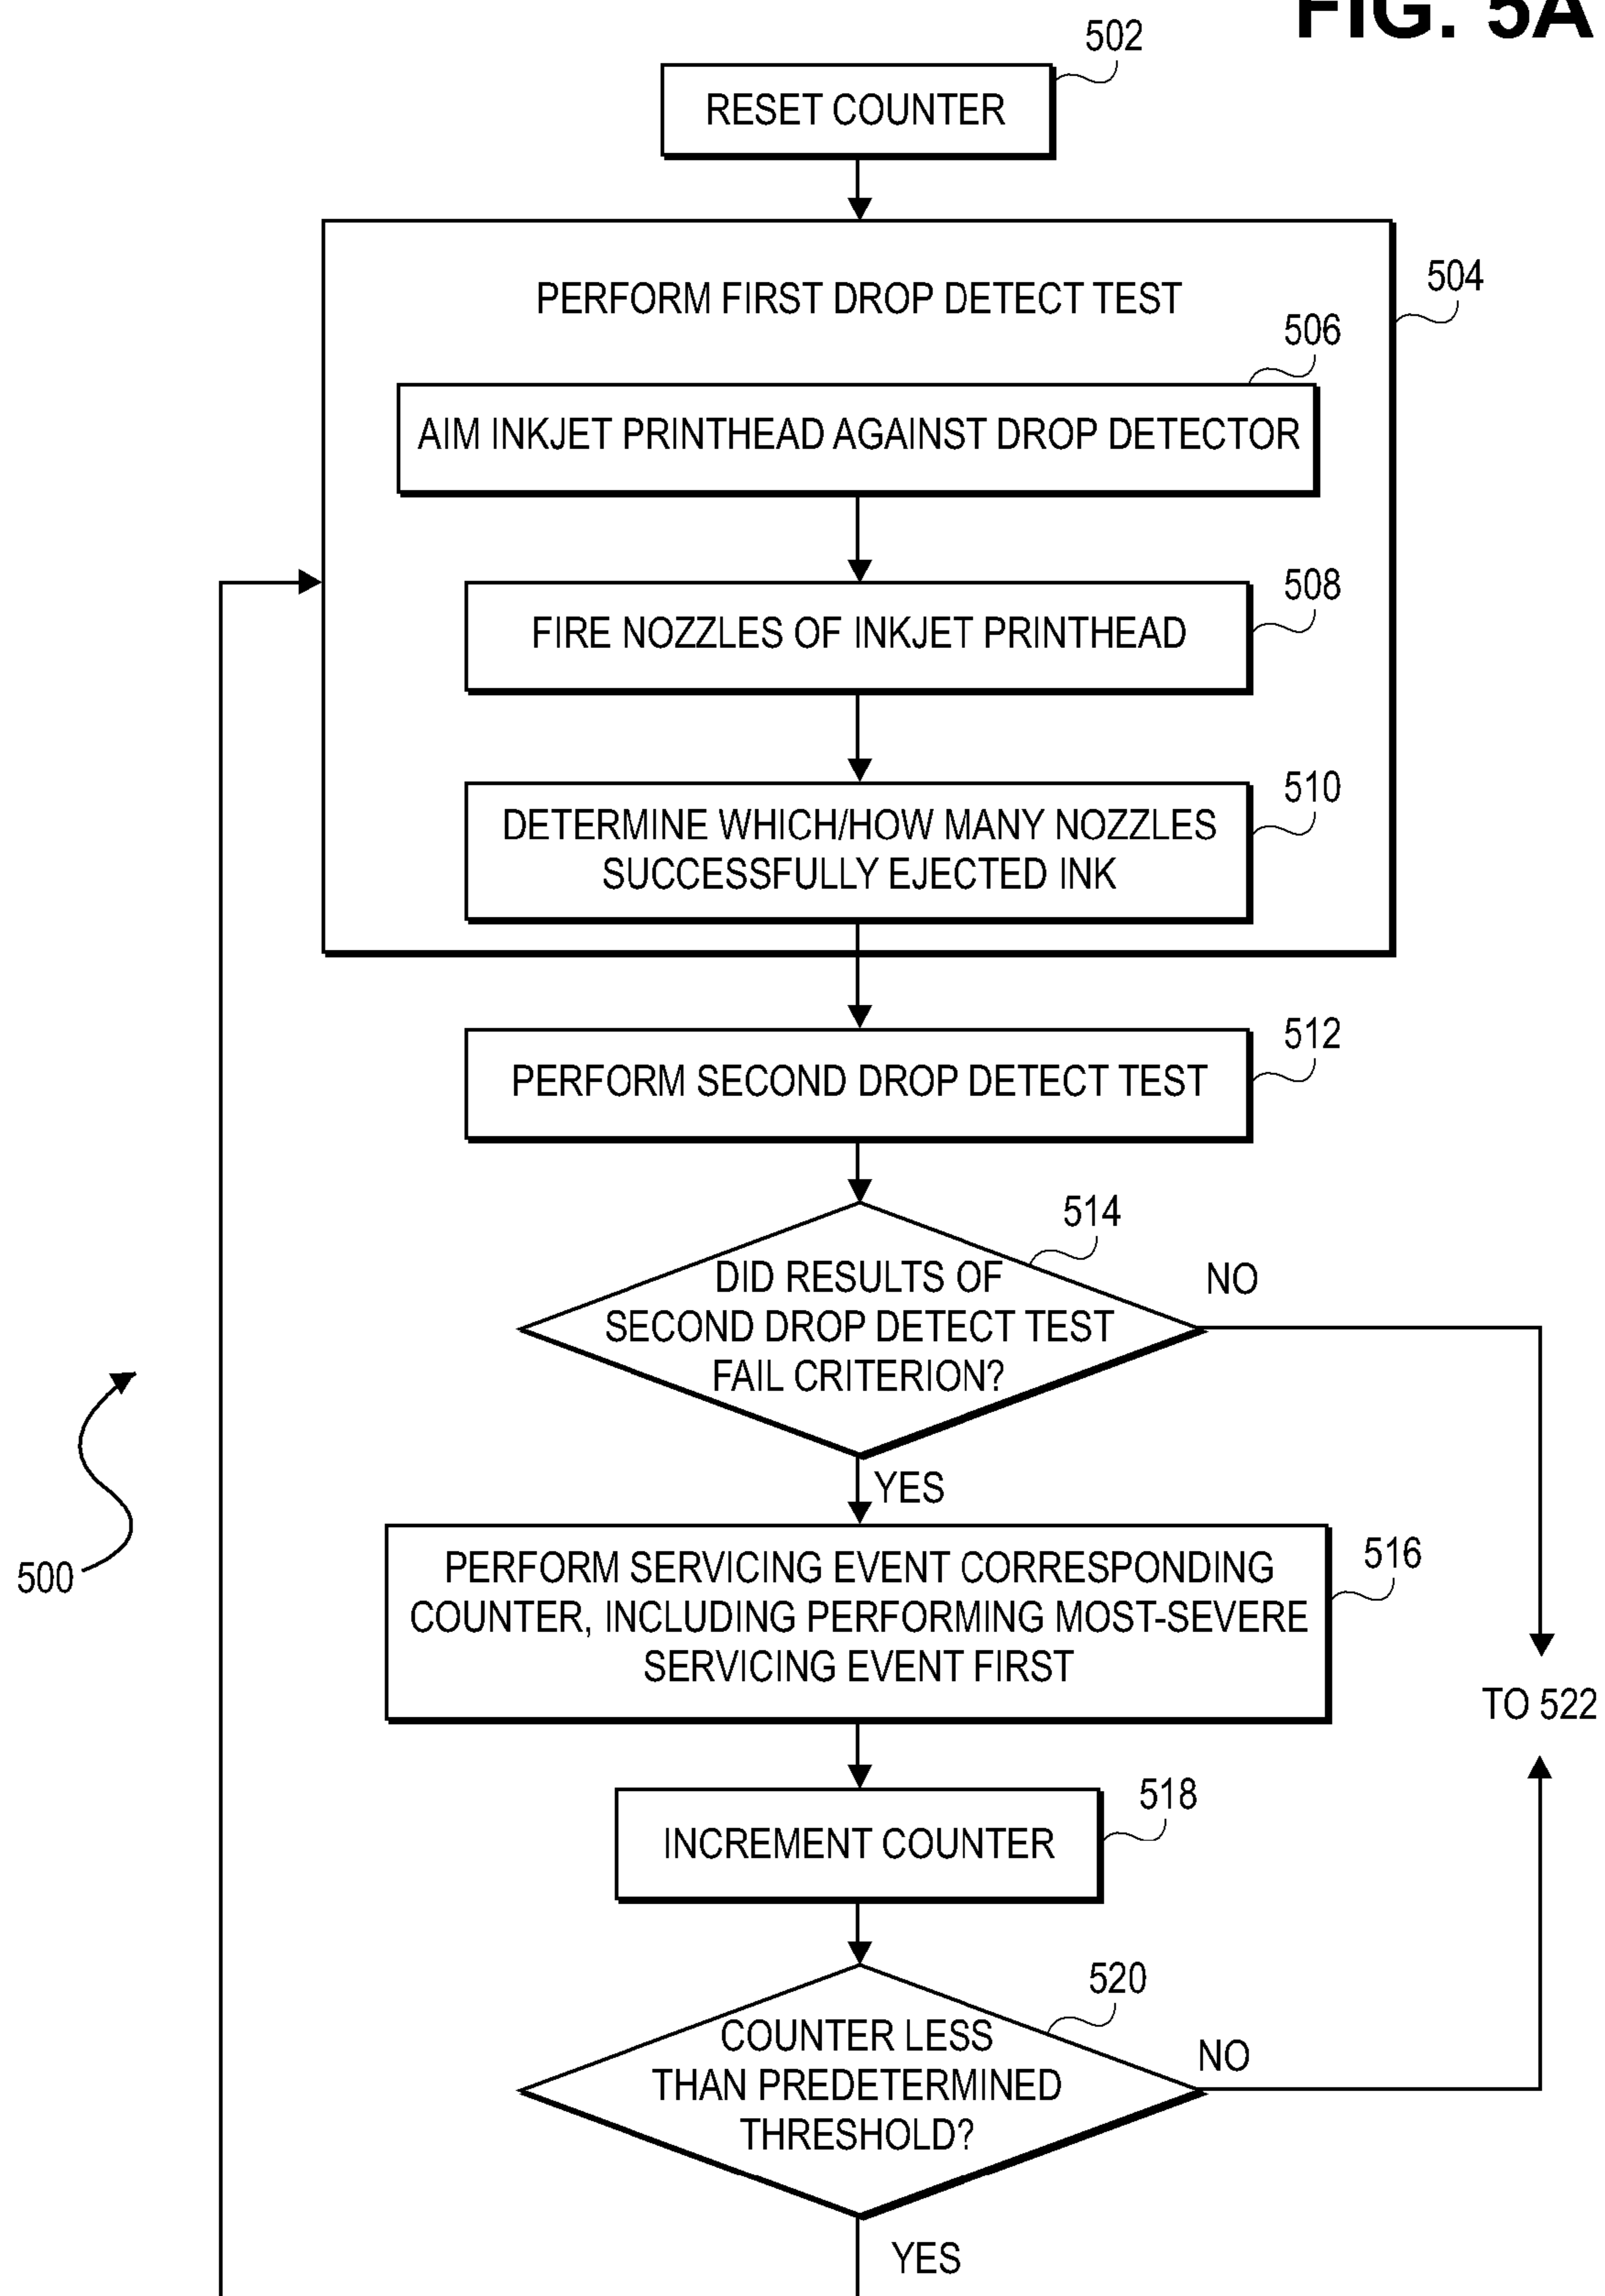 FIG. 5A
502
RESET COUNTER
504
PERFORM FIRST DROP DETECT TEST
506
AIM INKJET PRINTHEAD AGAINST DROP DETECTOR
508
FIRE NOZZLES OF INKJET PRINTHEAD
510
DETERMINE WHICH/HOW MANY NOZZLES
SUCCESSFULLY EJECTED INK
512
PERFORM SECOND DROP DETECT TEST
514
DID RESULTS OF
SECOND DROP DETECT TEST
FAIL CRITERION?
NO
YES
500
516
PERFORM SERVICING EVENT CORRESPONDING
COUNTER, INCLUDING PERFORMING MOST-SEVERE
SERVICING EVENT FIRST
TO 522
518
INCREMENT COUNTER
520
COUNTER LESS
THAN PREDETERMINED
THRESHOLD?
NO
YES